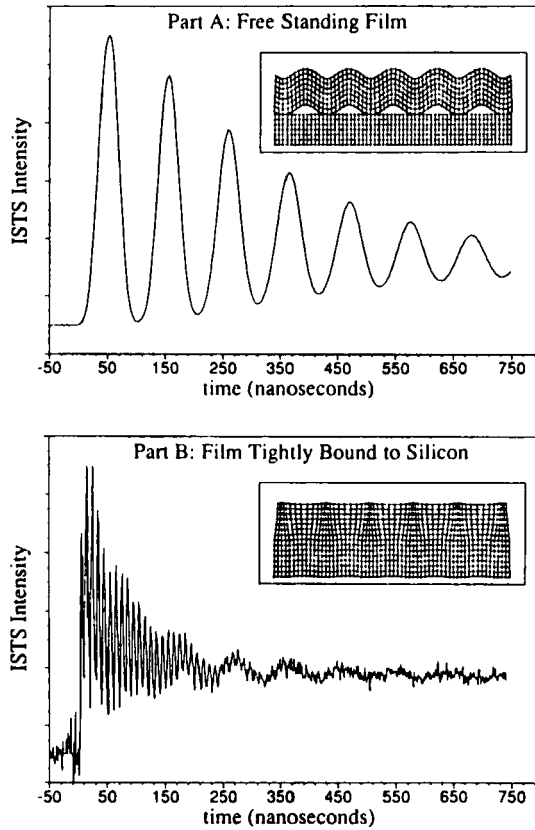 Part A: Free Standing Film
ISTS Intensity
-50 50 150 250 350 450 550 650 750
time (nanoseconds)
Part B: Film Tightly Bound to Silicon
ISTS Intensity
-50 50 150 250 350 450 550 650 750
time (nanoseconds)